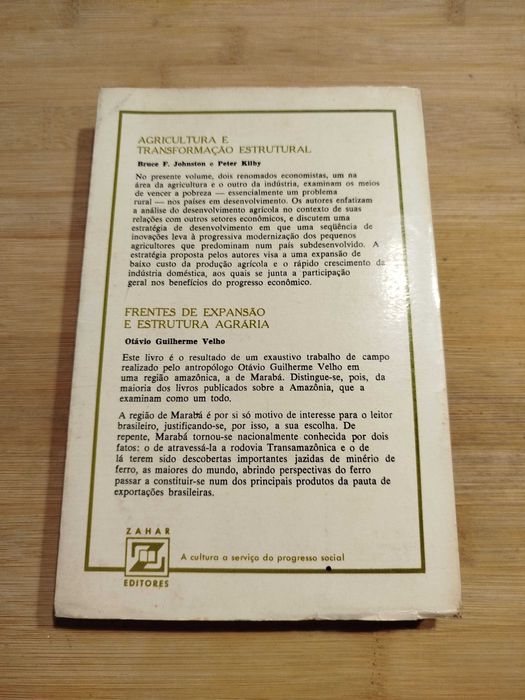 AGRICULTURA E
TRANSFORMAÇÃO ESTRUTURAL
Bruce F. Johnston e Peter Kilby
No presente volume, dois renomados economistas, um na
área da agricultura e o outro da indústria, examinam os meios
de vencer a pobreza — essencialmente um problema
rural — nos países em desenvolvimento. Os autores enfatizam
a análise do desenvolvimento agrícola no contexto de suas
relações com outros setores econômicos, e discutem uma
estratégia de desenvolvimento em que uma seqüência de
inovações leva à progressiva modernização dos pequenos
agricultores que predominam num país subdesenvolvido. A
estratégia proposta pelos autores visa a uma expansão de
baixo custo da produção agrícola e o rápido crescimento da
indústria doméstica, aos quais se junta a participação
geral nos benefícios do progresso econômico.
FRENTES DE EXPANSÃO
E ESTRUTURA AGRÁRIA
Otávio Guilherme Velho
Este livro é o resultado de um exaustivo trabalho de campo
realizado pelo antropólogo Otávio Guilherme Velho em
uma região amazônica, a de Marabá. Distingue-se, pois, da
maioria dos livros publicados sobre a Amazônia, que a
examinam como um todo.
A região de Marabá é por si só motivo de interesse para o leitor
brasileiro, justificando-se, por isso, a sua escolha. De
repente, Marabá tornou-se nacionalmente conhecida por dois
fatos: o de atravessá-la a rodovia Transamazônica e o de
lá terem sido descobertas importantes jazidas de minério de
ferro, as maiores do mundo, abrindo perspectivas do ferro
passar a constituir-se num dos principais produtos da pauta de
exportações brasileiras.
ZAHAR
EDITORES
A cultura a serviço do progresso social